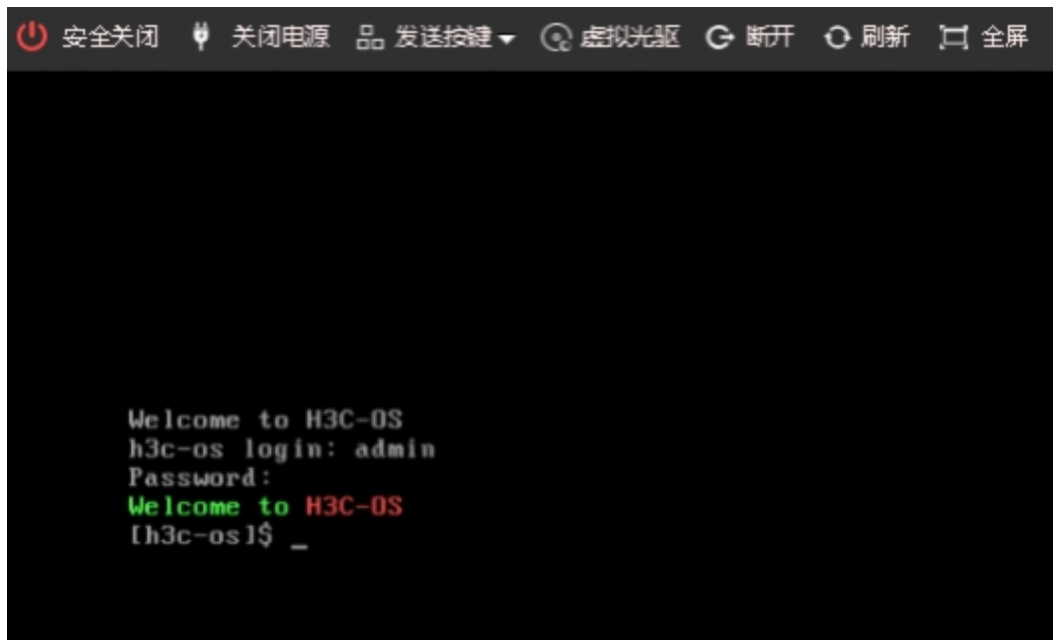 安全关闭 关闭电源 发送按键 虚拟光驱 断开 刷新 全屏
Welcome to H3C-OS
h3c-os login: admin
Password:
Welcome to H3C-OS
[h3c-os]$ _